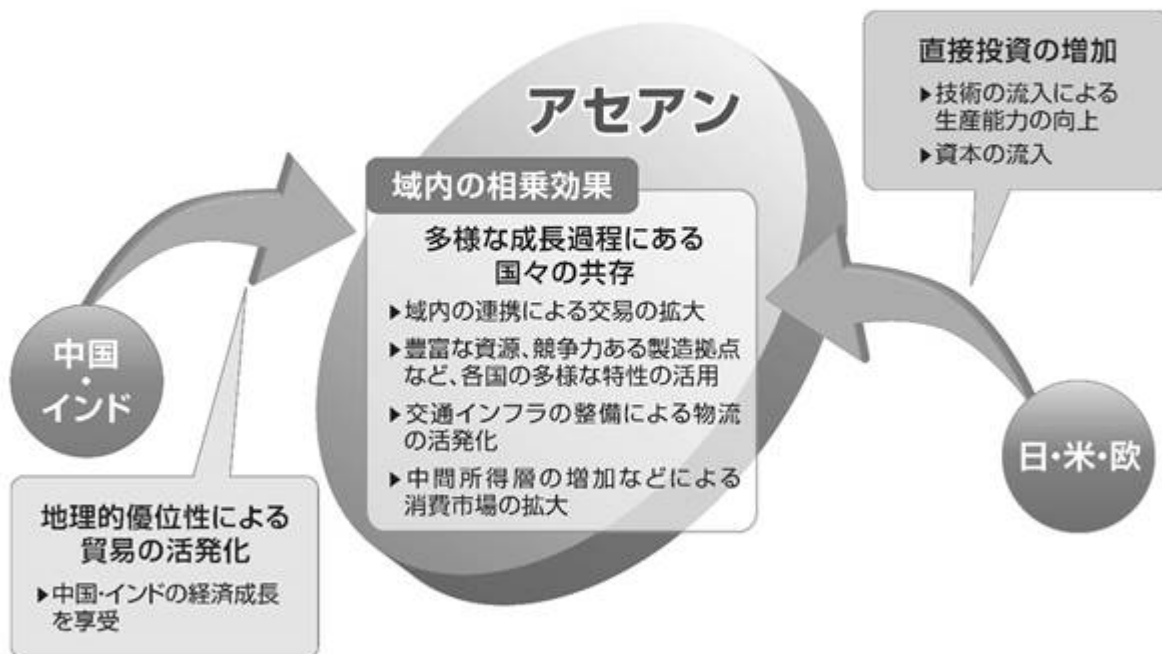 アセアン
域内の相乗効果
多様な成長過程にある
国々の共存
▶域内の連携による交易の拡大
▶豊富な資源、競争力ある製造拠点
など、各国の多様な特性の活用
▶交通インフラの整備による物流
の活発化
▶中間所得層の増加などによる
消費市場の拡大
中国
・
インド
地理的優位性による
貿易の活発化
▶中国・インドの経済成長
を享受
直接投資の増加
▶技術の流入による
生産能力の向上
▶資本の流入
日・米・欧